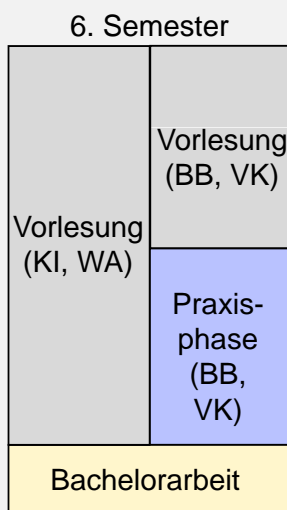 6. Semester
Vorlesung
(KI, WA)
Vorlesung
(BB, VK)
Praxis-
phase
(BB,
VK)
Bachelorarbeit